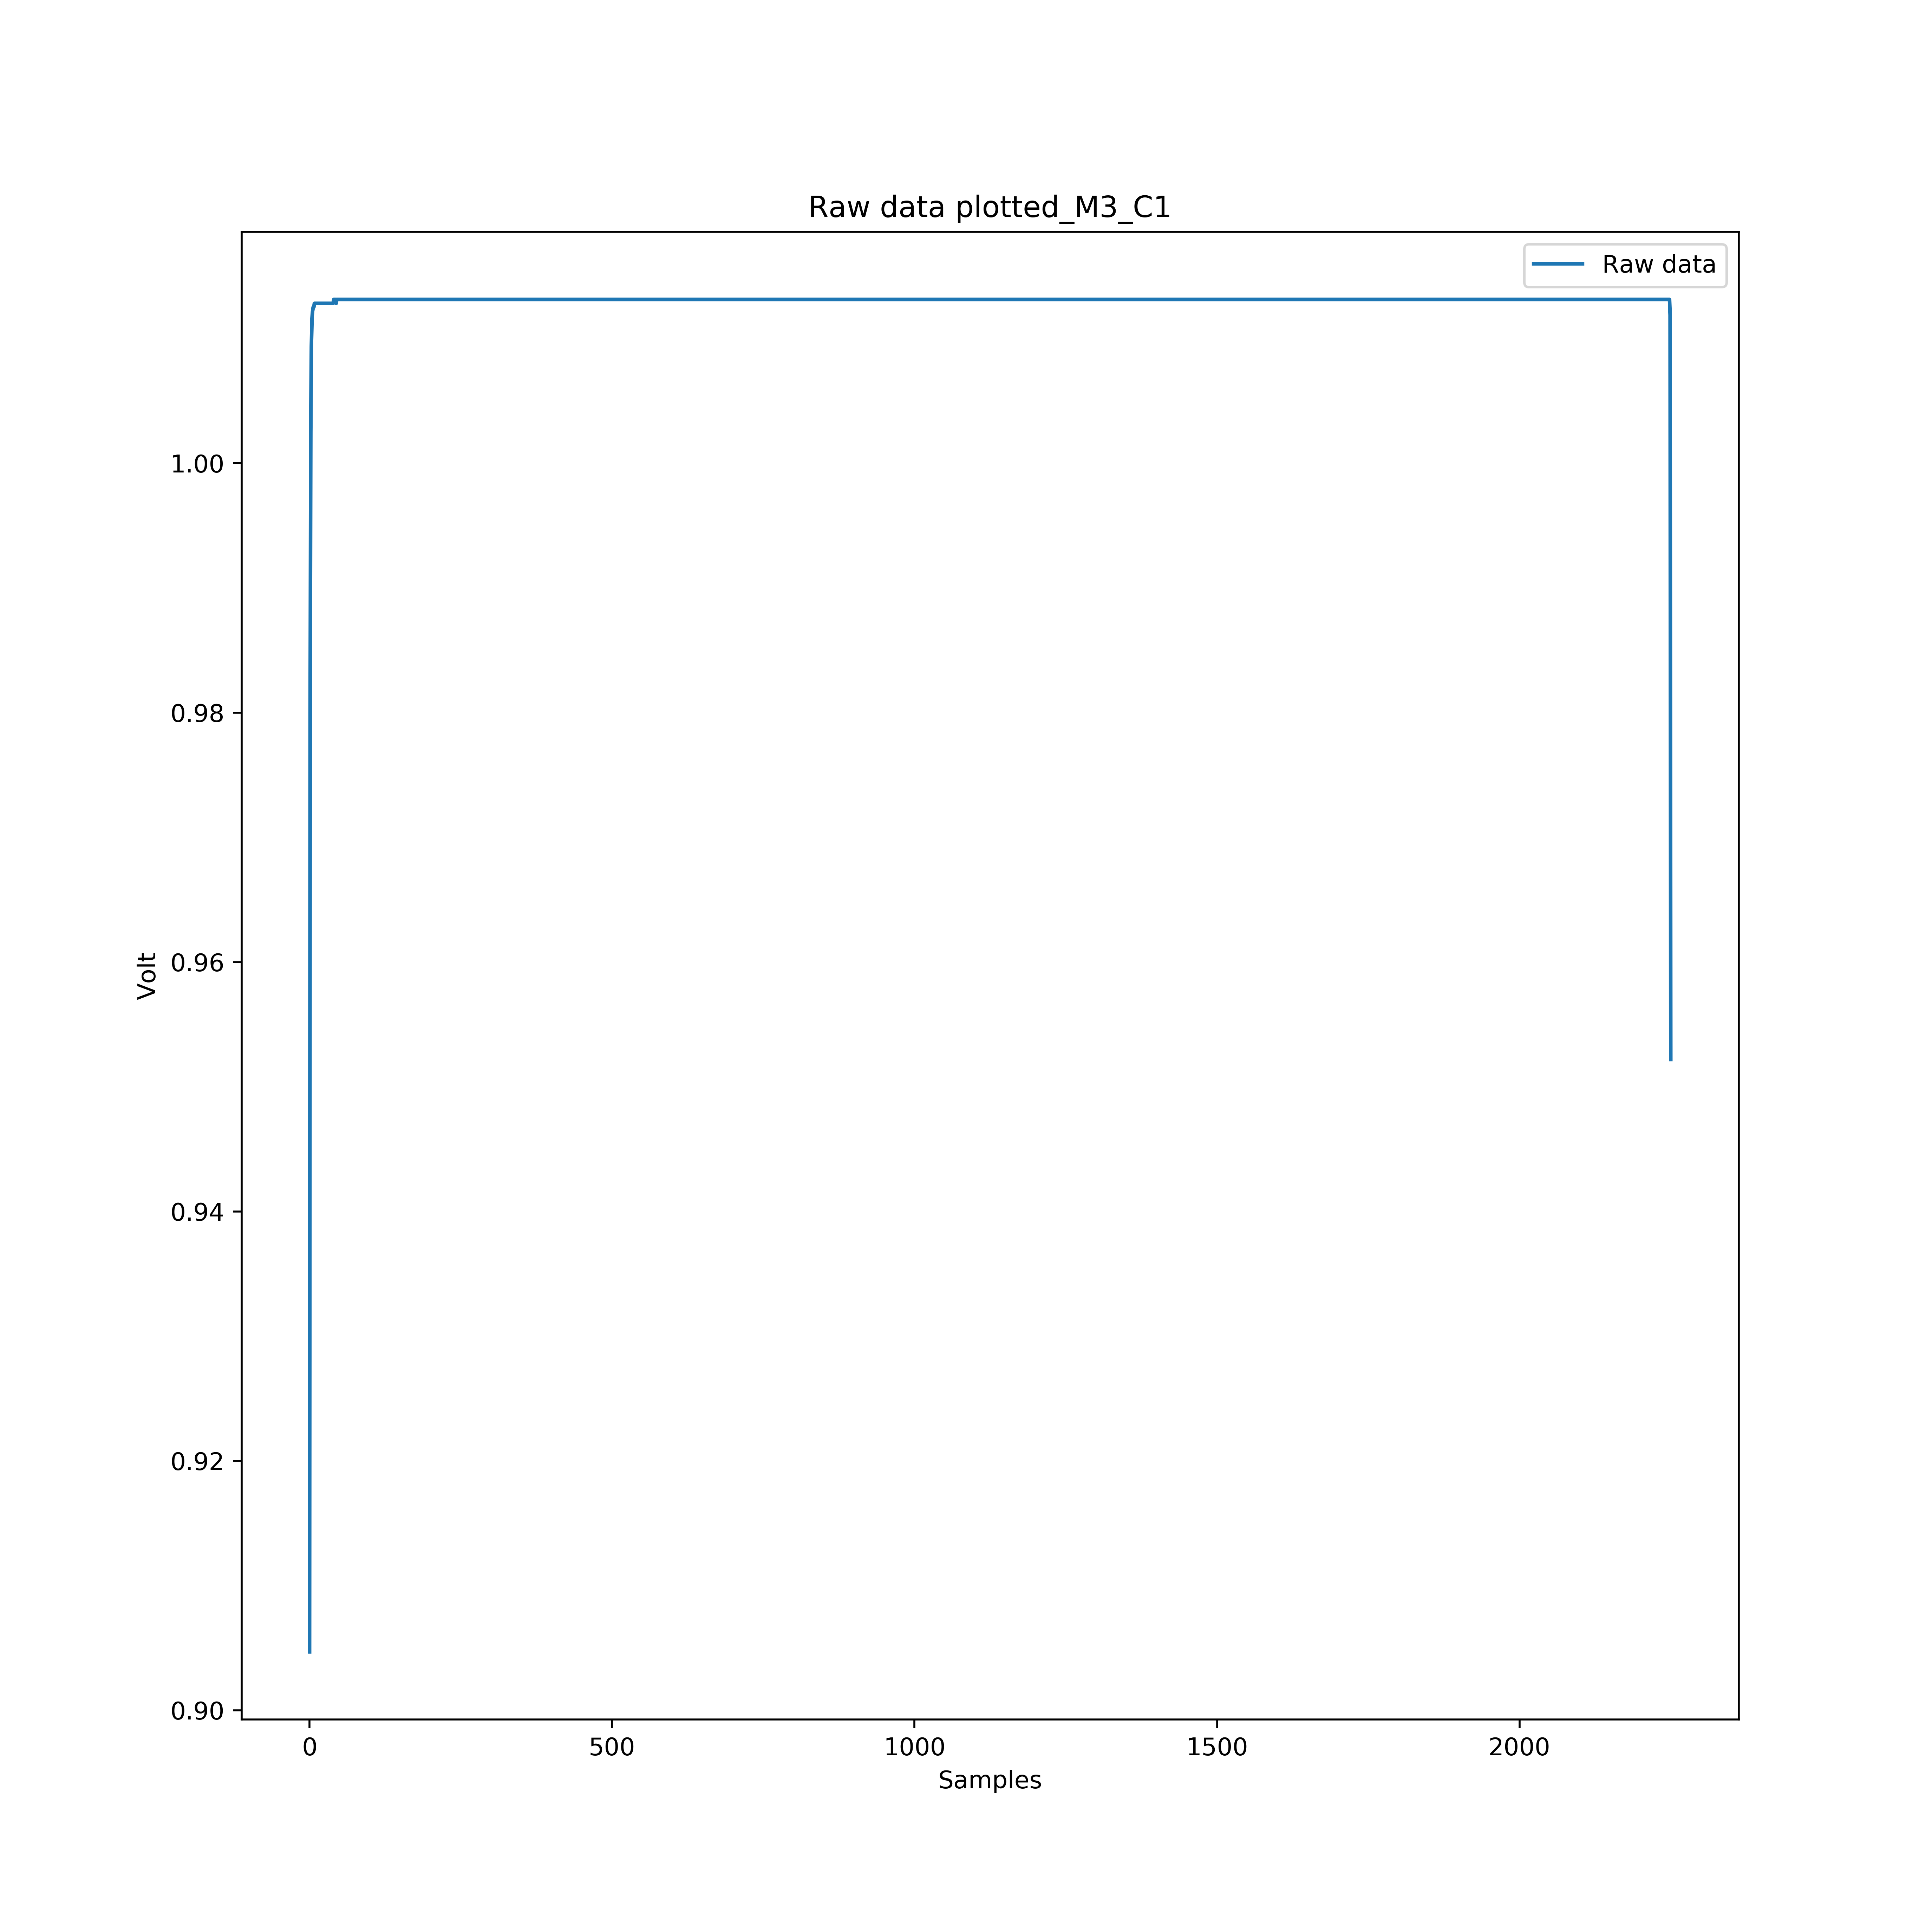 Raw data plotted_M3_C1
Raw data
1.00
0.98
0.96
0.94
0.92
0.90
Volt
0 500 1000 1500 2000
Samples